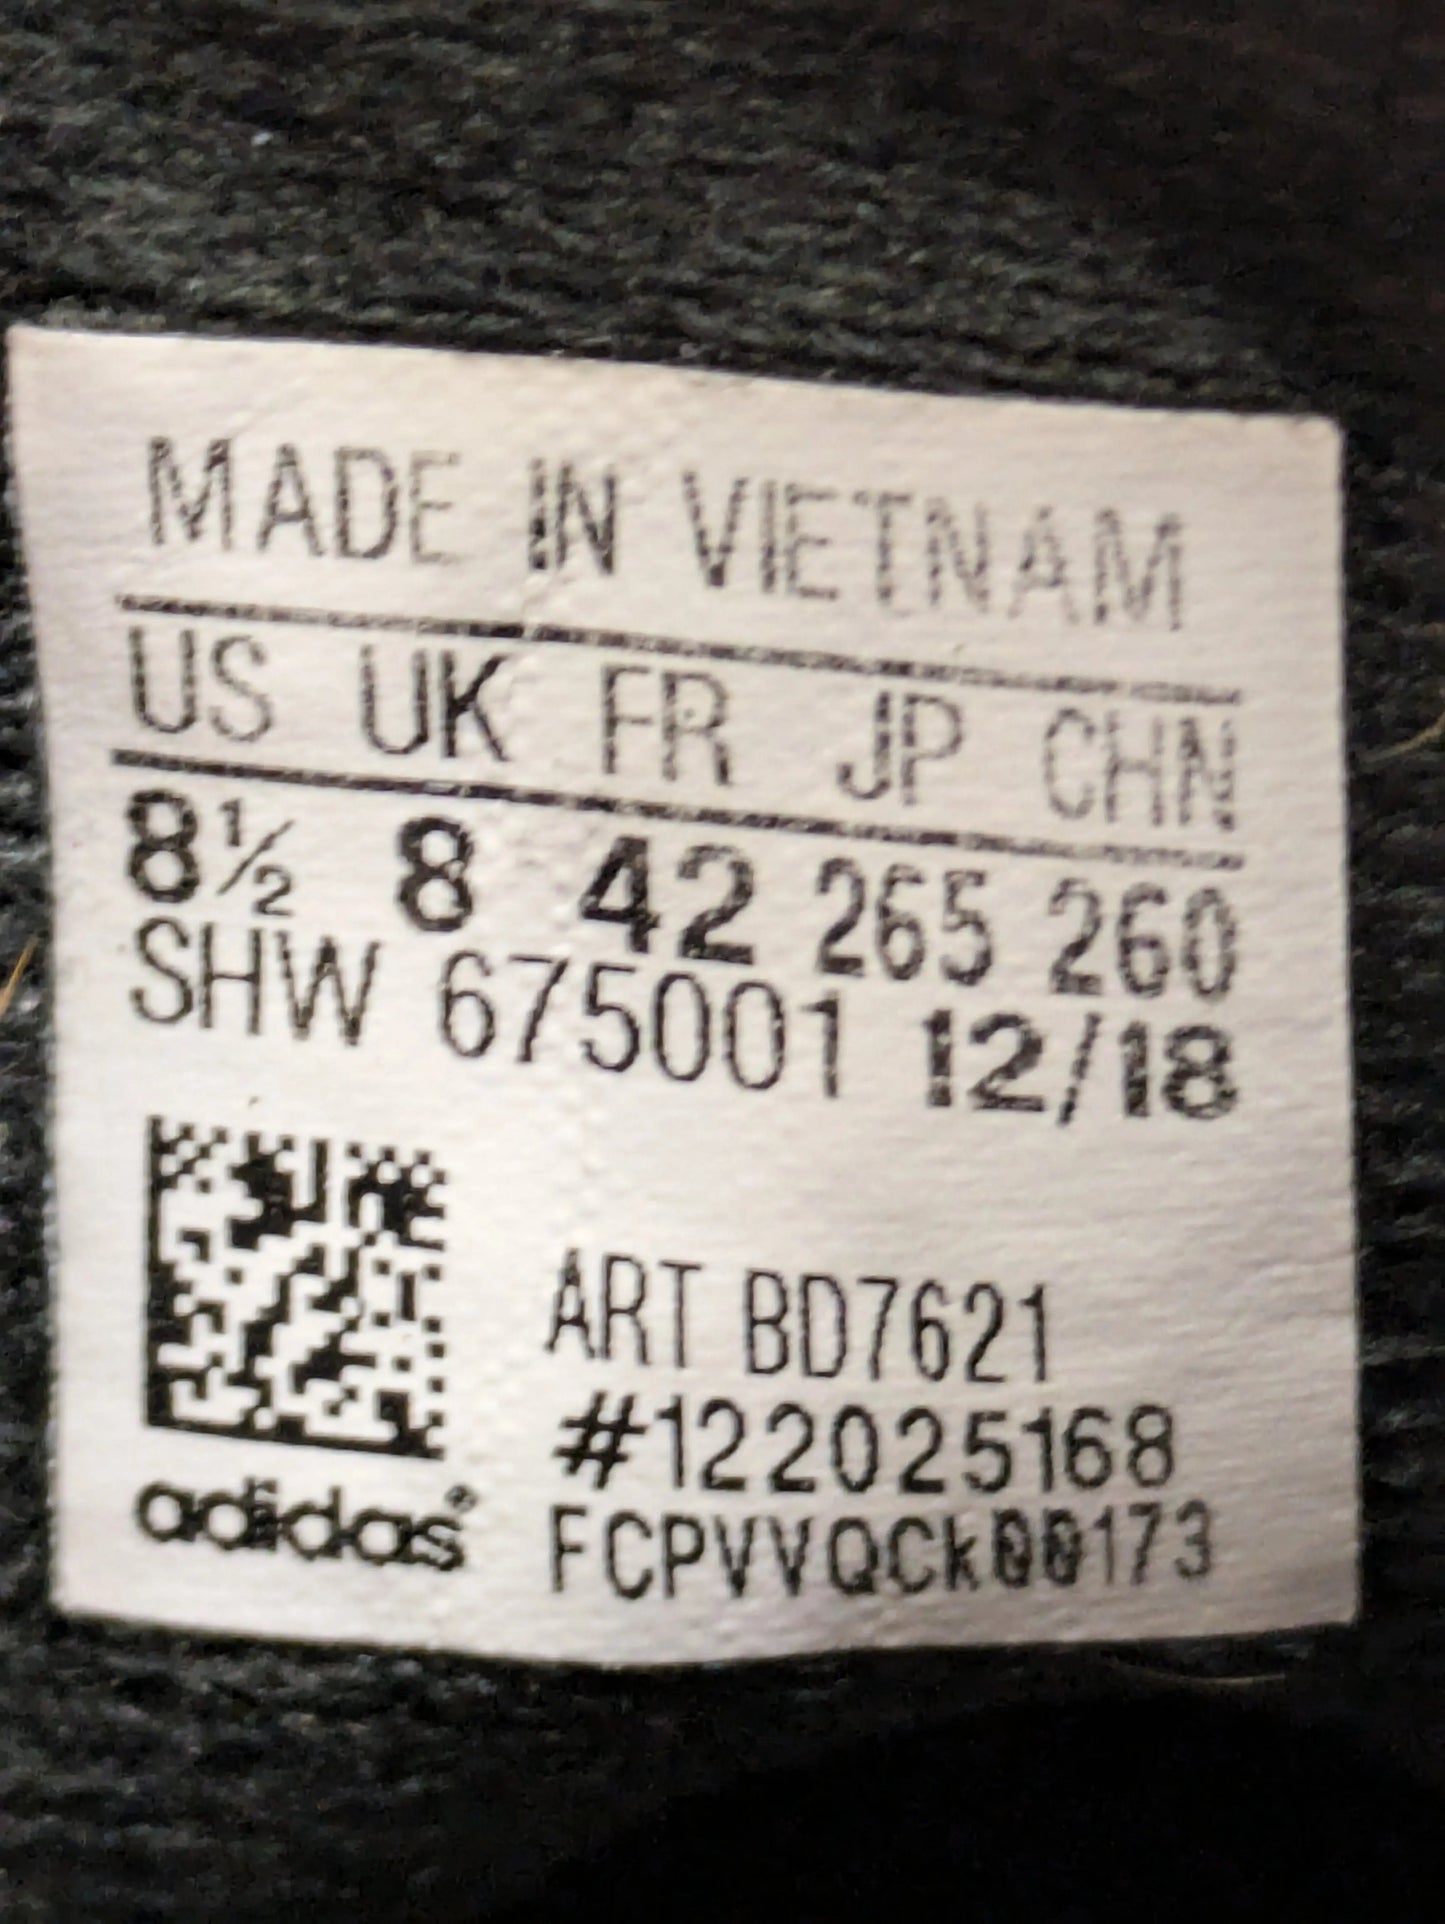 MADE IN VIETNAM
US UK FR JP CHN
8½ 8 42 265 260
SHW 675001 12/18
ART BD7621
#122025168
adidas® FCPVVQCk00173